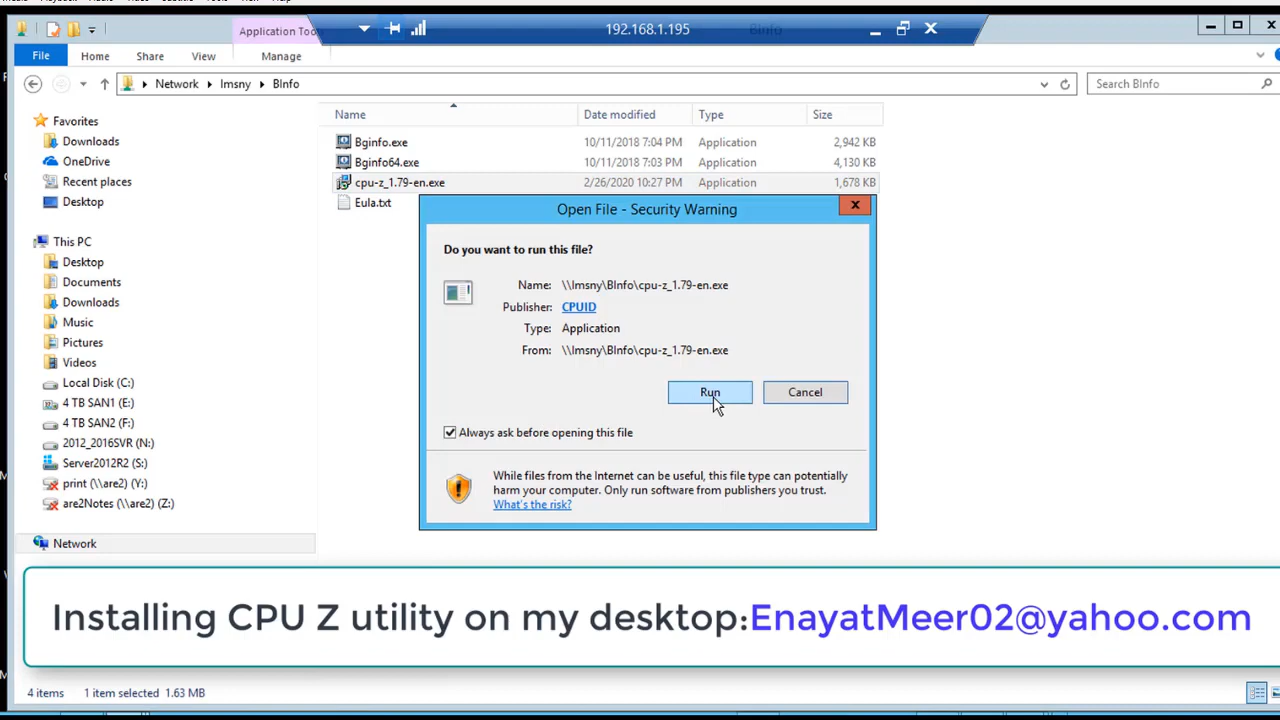 Application Tools
192.168.1.195
BInfo
File
Home
Share
View
Manage
Network
lmsny
BInfo
Search BInfo
Name
Date modified
Type
Size
Favorites
Downloads
OneDrive
Recent places
Desktop
This PC
Desktop
Documents
Downloads
Music
Pictures
Videos
Local Disk (C:)
4 TB SAN1 (E:)
4 TB SAN2 (F:)
2012_2016SVR (N:)
Server2012R2 (S:)
print (\\are2) (Y:)
are2Notes (\\are2) (Z:)
Network
Bginfo.exe 10/11/2018 7:04 PM Application 2,942 KB
Bginfo64.exe 10/11/2018 7:03 PM Application 4,130 KB
cpu-z_1.79-en.exe 2/26/2020 10:27 PM Application 1,678 KB
Eula.txt
Open File - Security Warning
Do you want to run this file?
Name: \\lmsny\BInfo\cpu-z_1.79-en.exe
Publisher: CPUID
Type: Application
From: \\lmsny\BInfo\cpu-z_1.79-en.exe
Run
Cancel
Always ask before opening this file
While files from the Internet can be useful, this file type can potentially
harm your computer. Only run software from publishers you trust.
What's the risk?
Installing CPU Z utility on my desktop:EnayatMeer02@yahoo.com
4 items 1 item selected 1.63 MB